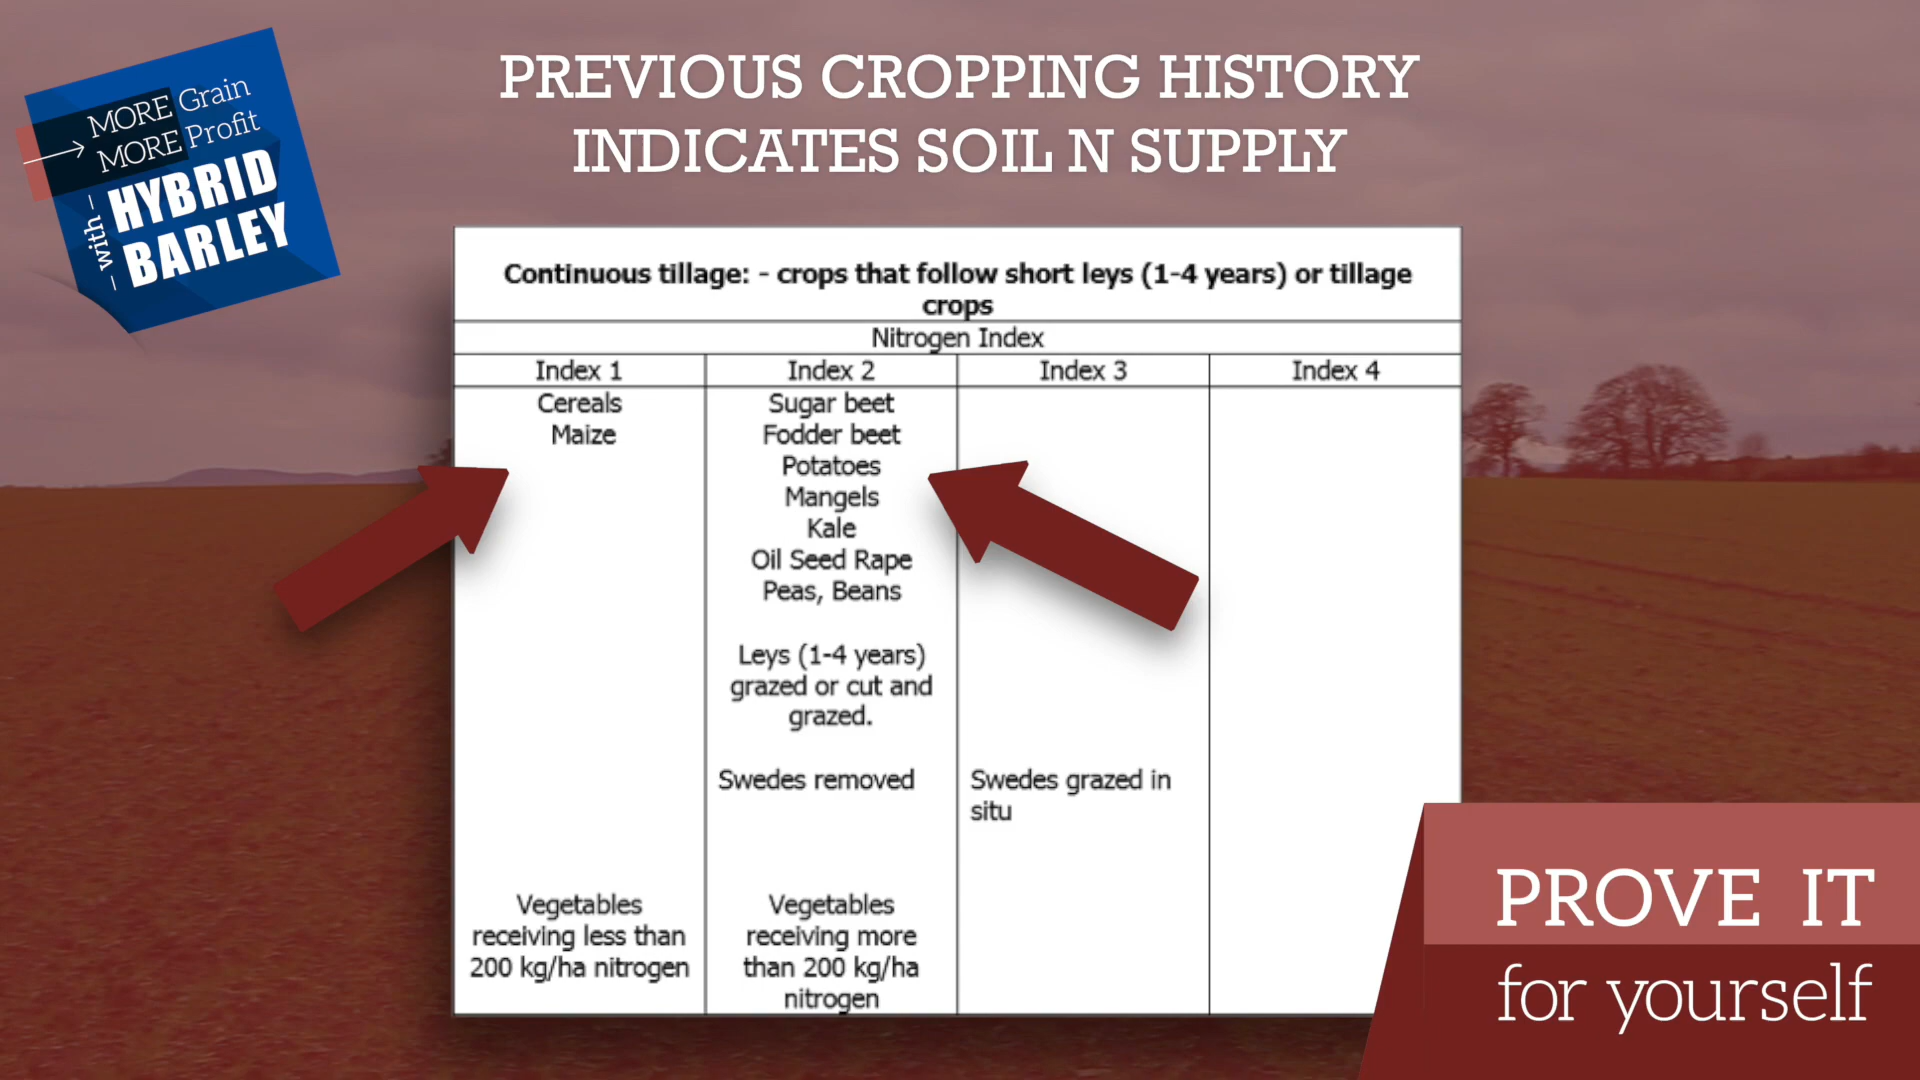 MORE Grain
MORE Profit
- with -
HYBRID
BARLEY
PREVIOUS CROPPING HISTORY
INDICATES SOIL N SUPPLY
Continuous tillage: - crops that follow short leys (1-4 years) or tillage
crops
Nitrogen Index
Index 1 Index 2 Index 3 Index 4
Cereals
Maize
Sugar beet
Fodder beet
Potatoes
Mangels
Kale
Oil Seed Rape
Peas, Beans
Leys (1-4 years)
grazed or cut and
grazed.
Swedes removed
Swedes grazed in
situ
Vegetables
receiving less than
200 kg/ha nitrogen
Vegetables
receiving more
than 200 kg/ha
nitrogen
PROVE IT
for yourself